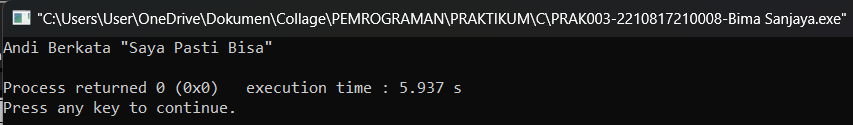 "C:\Users\User\OneDrive\Dokumen\Collage\PEMROGRAMAN\PRAKTIKUM\C\PRAK003-2210817210008-Bima Sanjaya.exe"
Andi Berkata "Saya Pasti Bisa"
Process returned 0 (0x0)   execution time : 5.937 s
Press any key to continue.